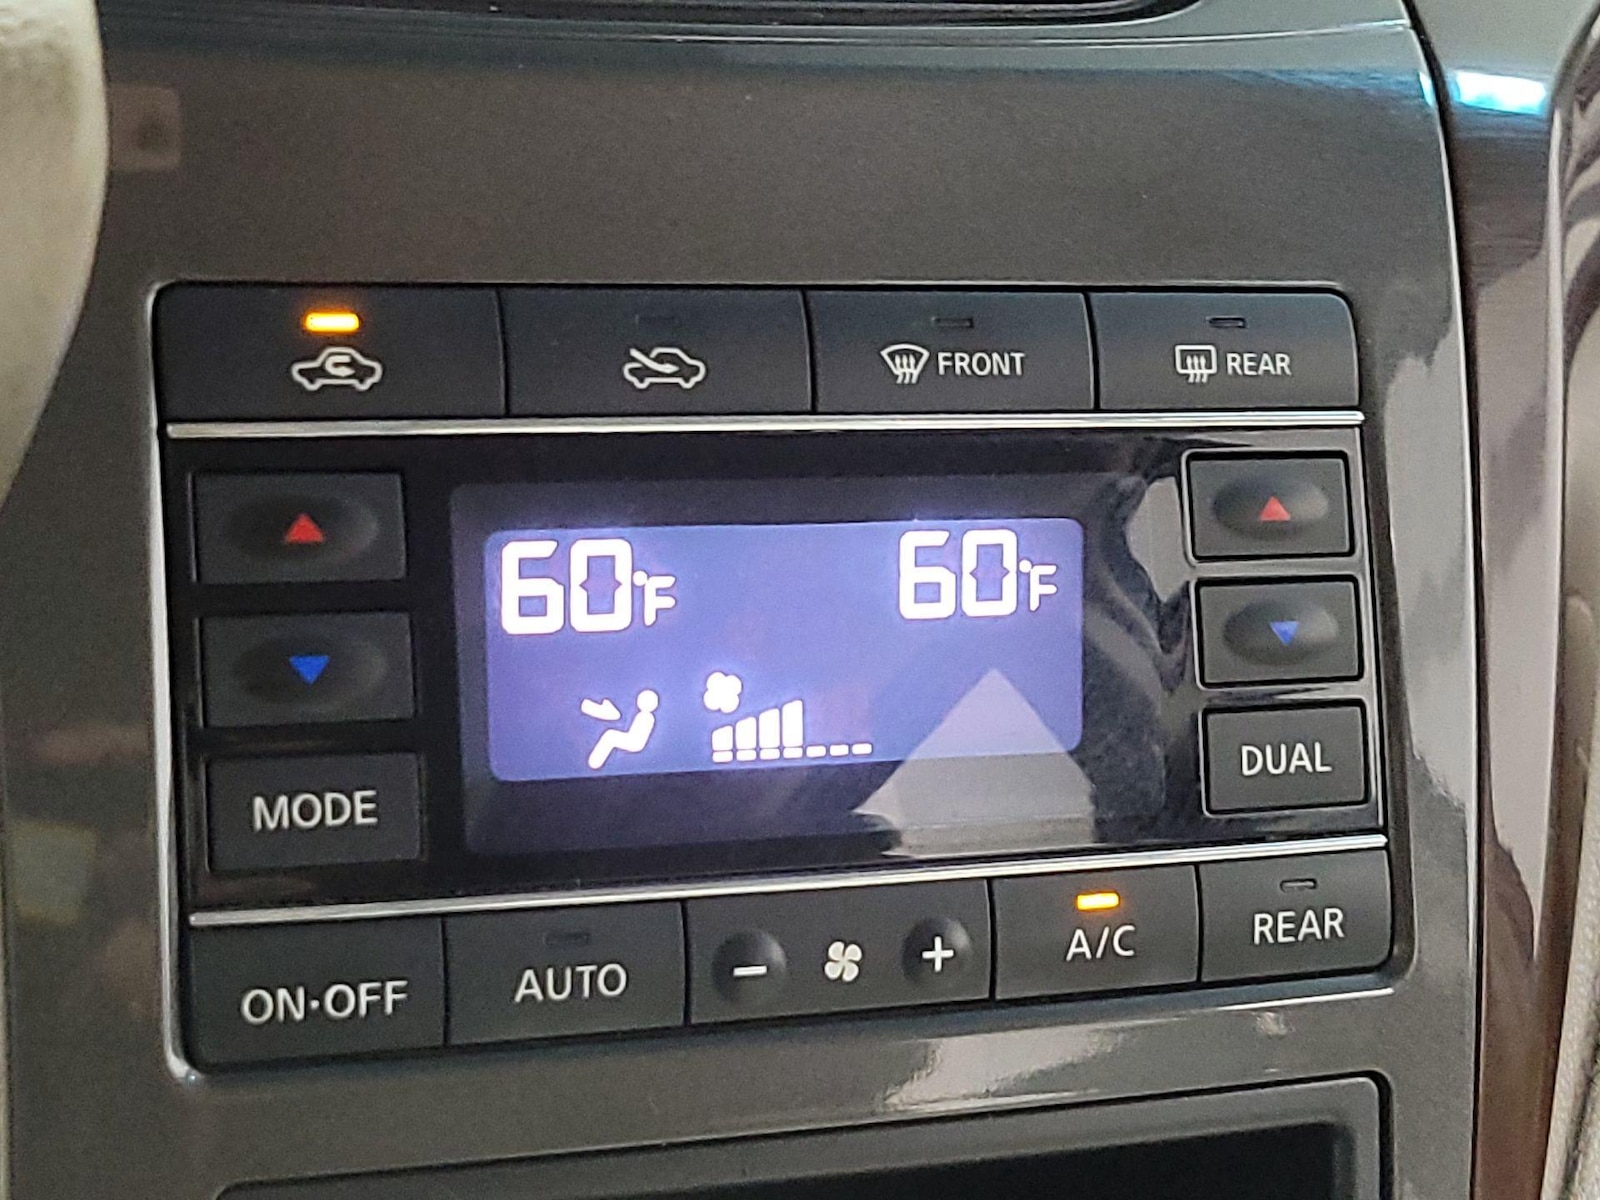 FRONT
REAR
60°F
60°F
MODE
DUAL
ON·OFF
AUTO
− +
A/C
REAR